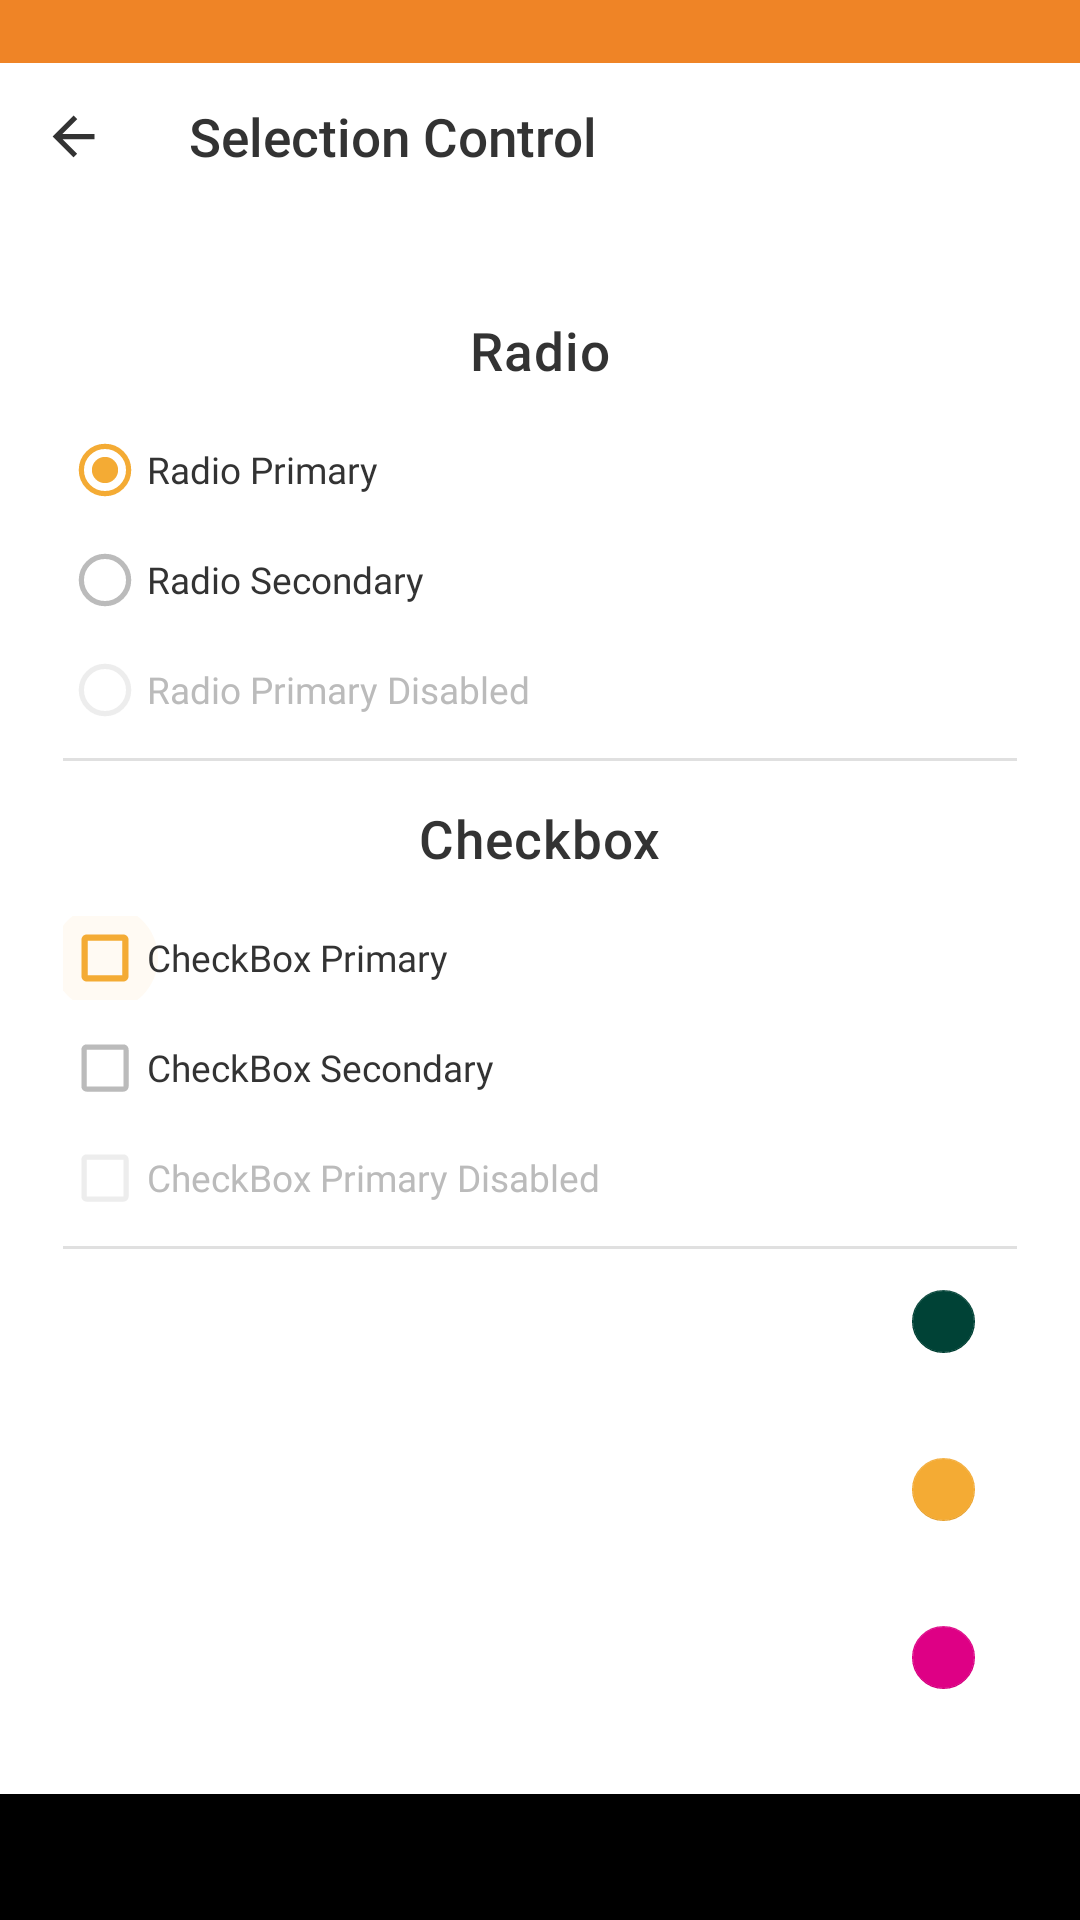 Selection Control
Radio
Radio Primary
Radio Secondary
Radio Primary Disabled
Checkbox
CheckBox Primary
CheckBox Secondary
CheckBox Primary Disabled